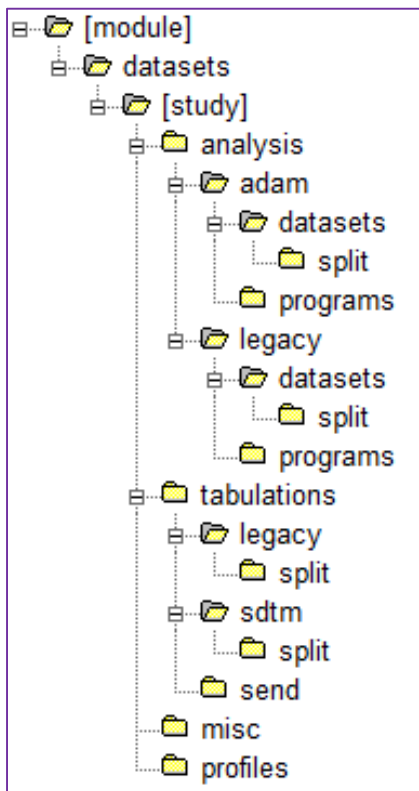 [module]
datasets
[study]
analysis
adam
datasets
split
programs
legacy
datasets
split
programs
tabulations
legacy
split
sdtm
split
send
misc
profiles